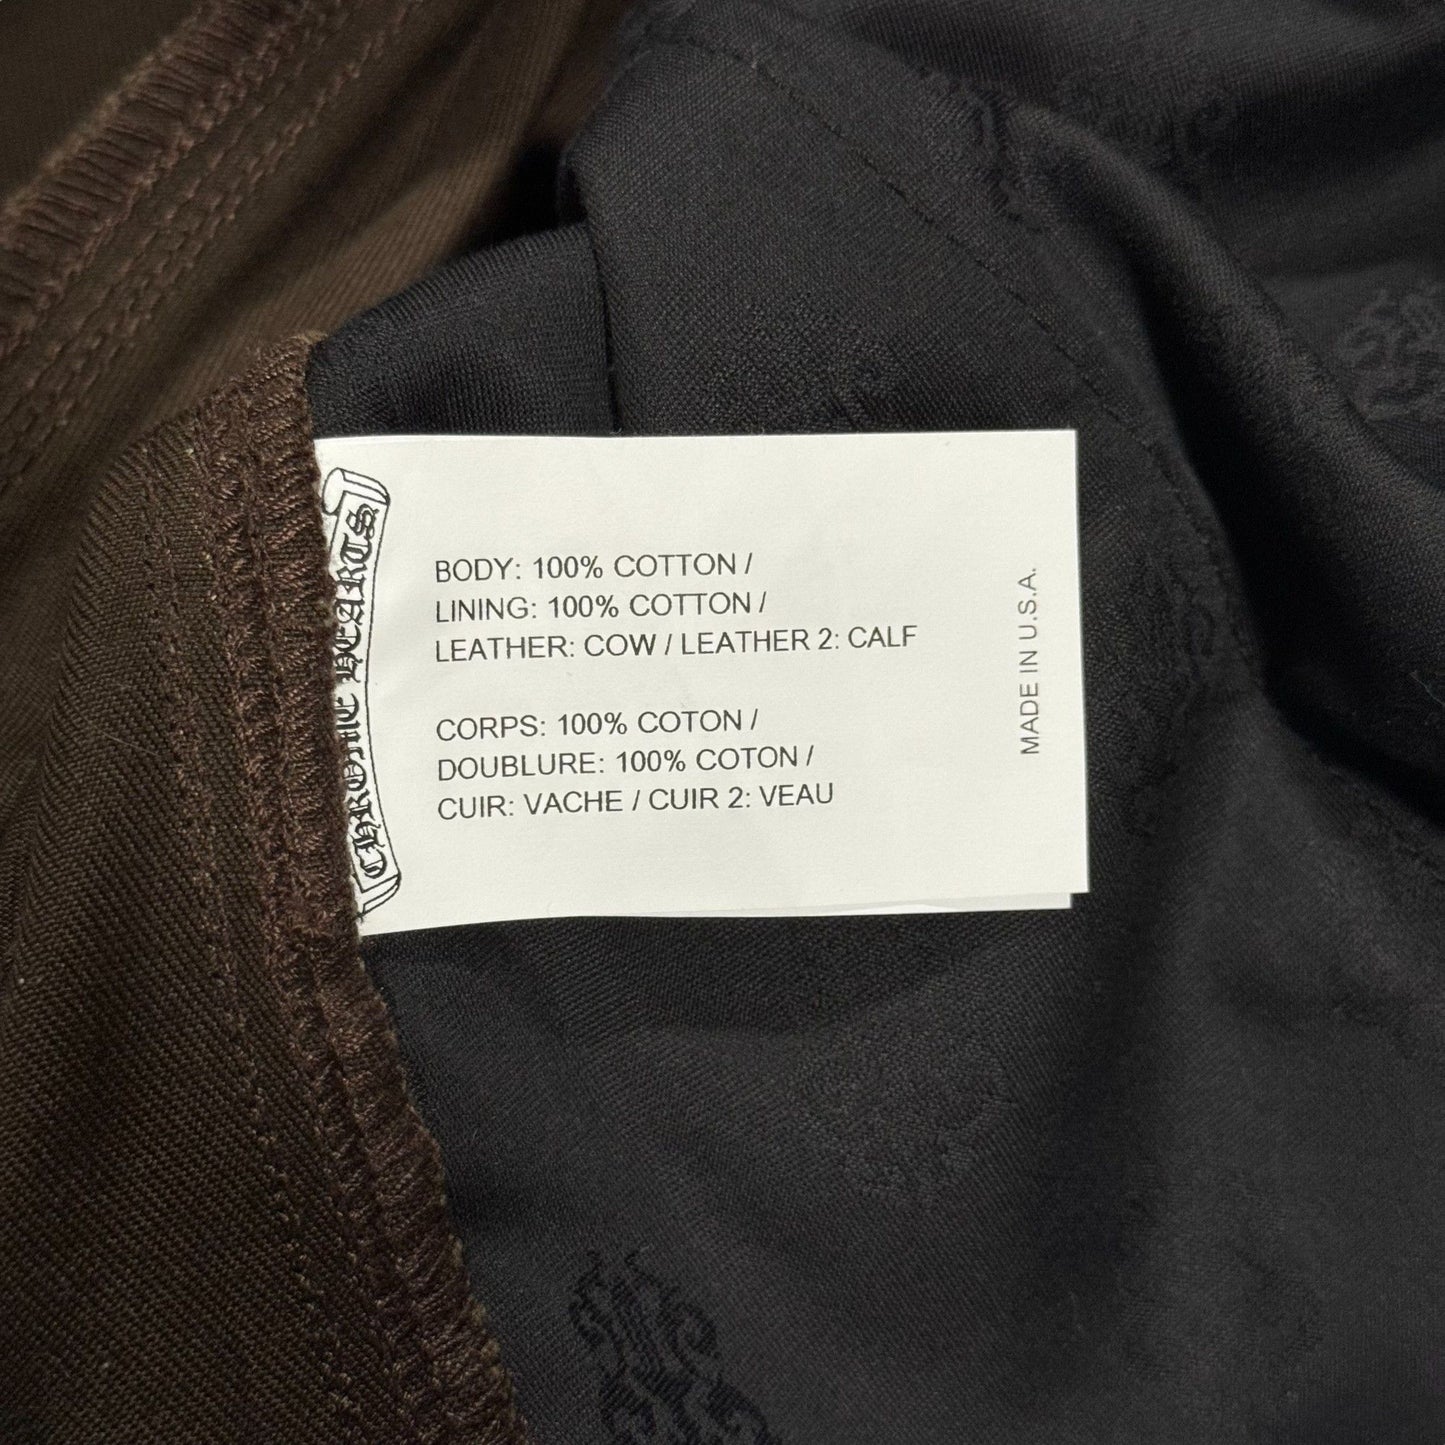 CHROME HEARTS
BODY: 100% COTTON /
LINING: 100% COTTON /
LEATHER: COW / LEATHER 2: CALF
CORPS: 100% COTON /
DOUBLURE: 100% COTON /
CUIR: VACHE / CUIR 2: VEAU
MADE IN U.S.A.